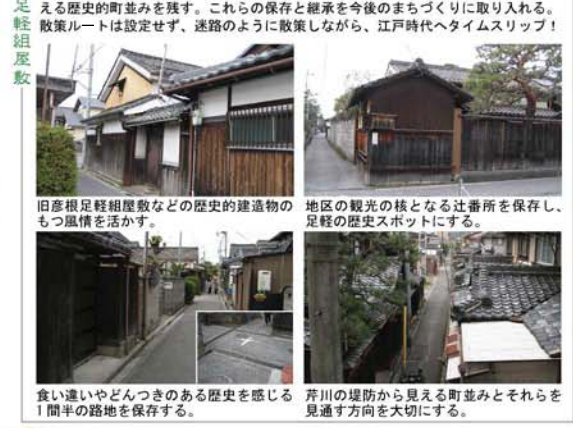 足軽組屋敷
える歴史的町並みを残す。これらの保存と継承を今後のまちづくりに取り入れる。
散策ルートは設定せず、迷路のように散策しながら、江戸時代へタイムスリップ！
旧彦根足軽組屋敷などの歴史的建造物の
もつ風情を活かす。
地区の観光の核となる辻番所を保存し、
足軽の歴史スポットにする。
食い違いやどんつきのある歴史を感じる
1間半の路地を保存する。
芹川の堤防から見える町並みとそれらを
見通す方向を大切にする。